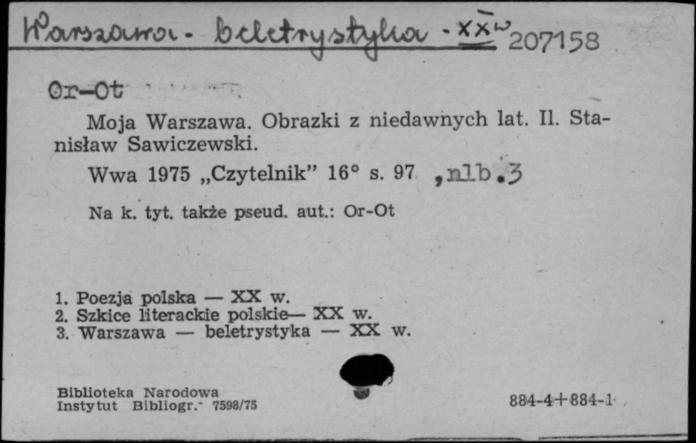 Warszawa - beletrystyka - XX w 207158
Or-Ot
Moja Warszawa. Obrazki z niedawnych lat. Il. Sta-
nisław Sawiczewski.
Wwa 1975 „Czytelnik” 16° s. 97 ,nlb.3
Na k. tyt. także pseud. aut.: Or-Ot
1. Poezja polska — XX w.
2. Szkice literackie polskie— XX w.
3. Warszawa — beletrystyka — XX w.
Biblioteka Narodowa
Instytut Bibliogr. 7598/75
884-4+884-1